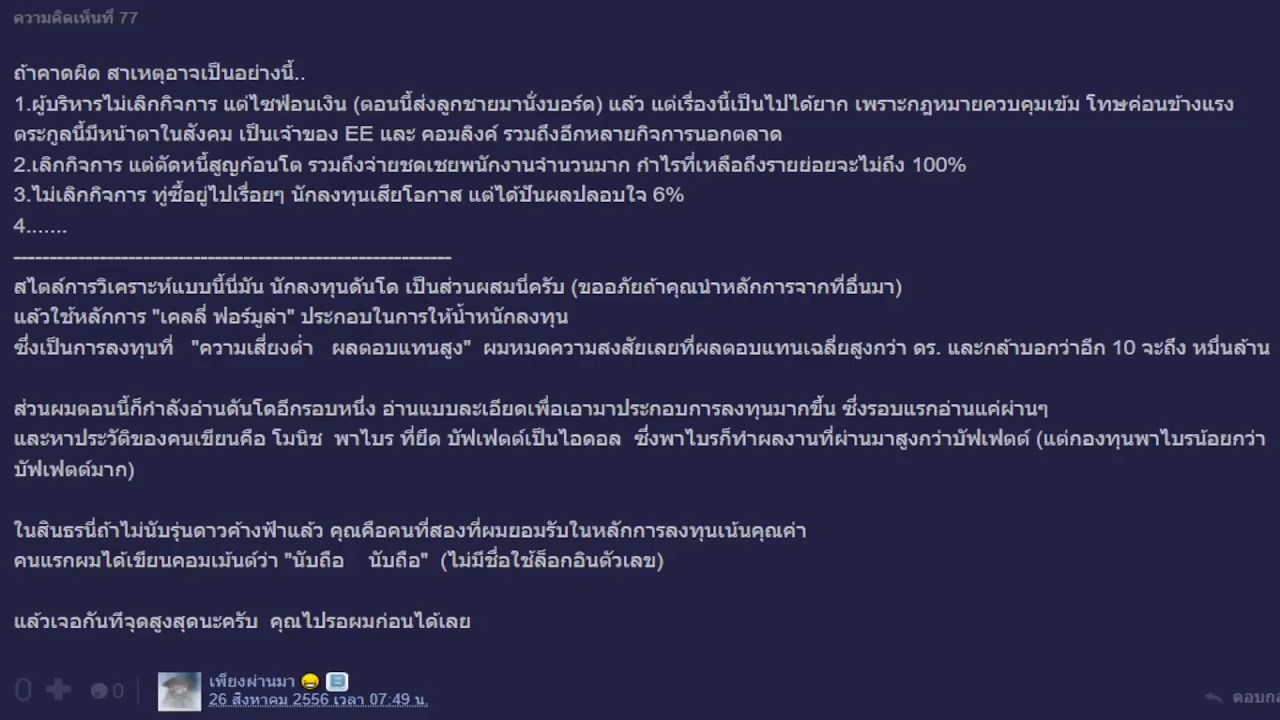 ความคิดเห็นที่ 77
ถ้าคาดผิด สาเหตุอาจเป็นอย่างนี้..
1.ผู้บริหารไม่เลิกกิจการ แต่ไซฟ่อนเงิน (ตอนนี้ส่งลูกชายมานั่งบอร์ด) แล้ว แต่เรื่องนี้เป็นไปได้ยาก เพราะกฎหมายควบคุมเข้ม โทษค่อนข้างแรง
ตระกูลนี้มีหน้าตาในสังคม เป็นเจ้าของ EE และ คอมลิงค์ รวมถึงอีกหลายกิจการนอกตลาด
2.เลิกกิจการ แต่ตัดหนี้สูญก้อนโต รวมถึงจ่ายชดเชยพนักงานจำนวนมาก กำไรที่เหลือถึงรายย่อยจะไม่ถึง 100%
3.ไม่เลิกกิจการ ทู่ซี้อยู่ไปเรื่อยๆ นักลงทุนเสียโอกาส แต่ได้ปันผลปลอบใจ 6%
4.......
-------------------------------------------------------------
สไตล์การวิเคราะห์แบบนี้นี่มัน นักลงทุนดันโด เป็นส่วนผสมนี่ครับ (ขออภัยถ้าคุณนำหลักการจากที่อื่นมา)
แล้วใช้หลักการ "เคลลี่ ฟอร์มูล่า" ประกอบในการให้น้ำหนักลงทุน
ซึ่งเป็นการลงทุนที่ "ความเสี่ยงต่ำ ผลตอบแทนสูง" ผมหมดความสงสัยเลยที่ผลตอบแทนเฉลี่ยสูงกว่า ดร. และกล้าบอกว่าอีก 10 จะถึง หมื่นล้าน
ส่วนผมตอนนี้ก็กำลังอ่านดันโดอีกรอบหนึ่ง อ่านแบบละเอียดเพื่อเอามาประกอบการลงทุนมากขึ้น ซึ่งรอบแรกอ่านแค่ผ่านๆ
และหาประวัติของคนเขียนคือ โมนิช พาไบร ที่ยึด บัฟเฟตต์เป็นไอดอล ซึ่งพาไบรก็ทำผลงานที่ผ่านมาสูงกว่าบัฟเฟตต์ (แต่กองทุนพาไบรน้อยกว่า
บัฟเฟตต์มาก)
ในสินธรนี่ถ้าไม่นับรุ่นดาวค้างฟ้าแล้ว คุณคือคนที่สองที่ผมยอมรับในหลักการลงทุนเน้นคุณค่า
คนแรกผมได้เขียนคอมเม้นต์ว่า "นับถือ นับถือ" (ไม่มีชื่อใช้ล็อกอินตัวเลข)
แล้วเจอกันทีจุดสูงสุดนะครับ คุณไปรอผมก่อนได้เลย
0 0
เพียงผ่านมา
26 สิงหาคม 2556 เวลา 07:49 น.